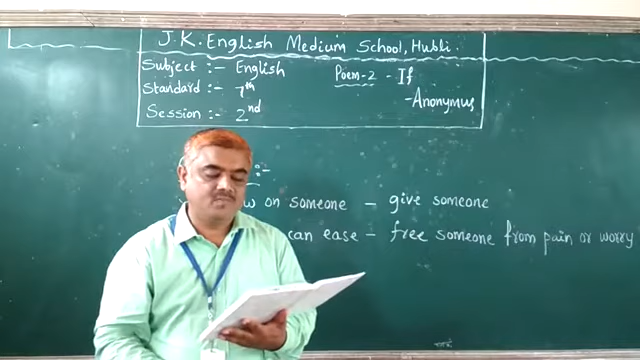 J.K. English Medium School, Hubli.
Subject :- English
Standard :- 7th
Session :- 2nd
Poem-2 - If
-Anonymus
:-
on someone - give someone
can ease - free someone from pain or worry